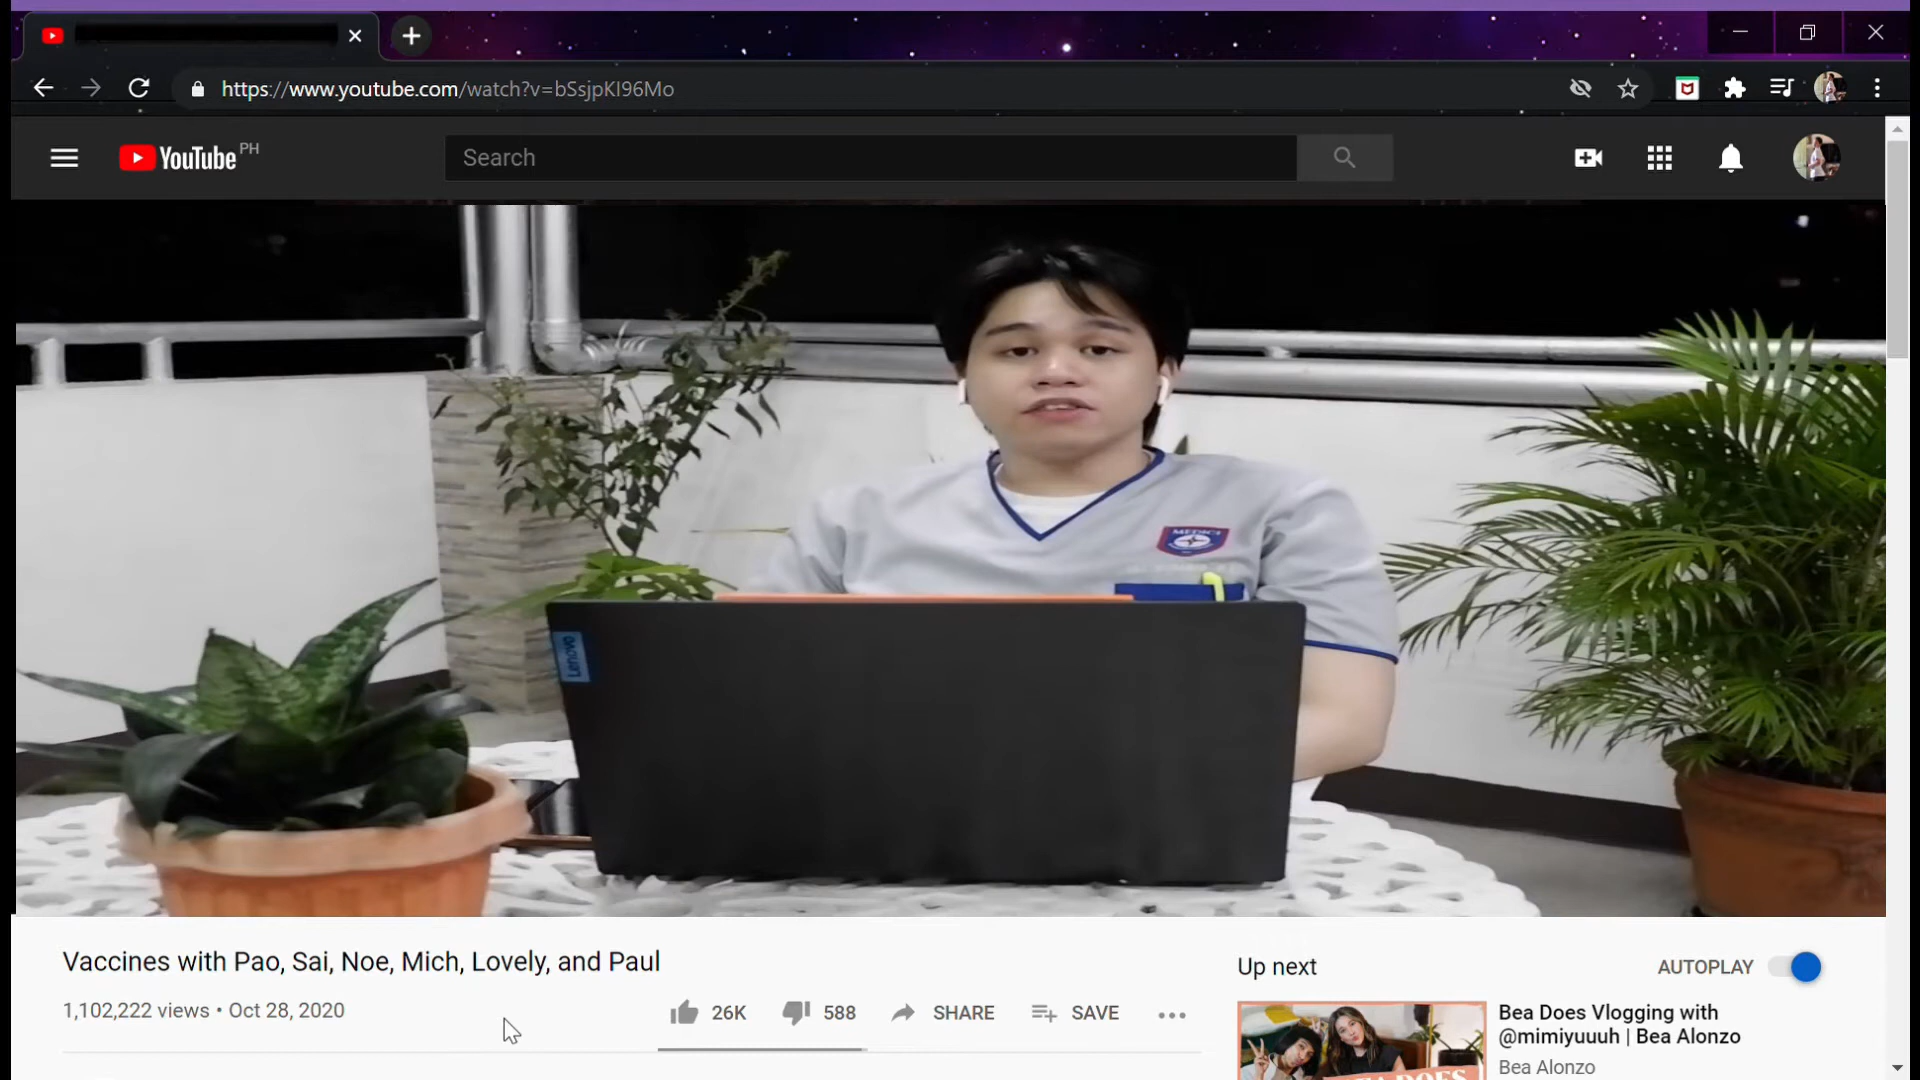 https://www.youtube.com/watch?v=bSsjpKI96Mo
YouTube PH
Search
MEDICS
Lenovo
Vaccines with Pao, Sai, Noe, Mich, Lovely, and Paul
1,102,222 views • Oct 28, 2020
26K
588
SHARE
SAVE
Up next
AUTOPLAY
Bea Does Vlogging with
@mimiyuuuh | Bea Alonzo
Bea Alonzo